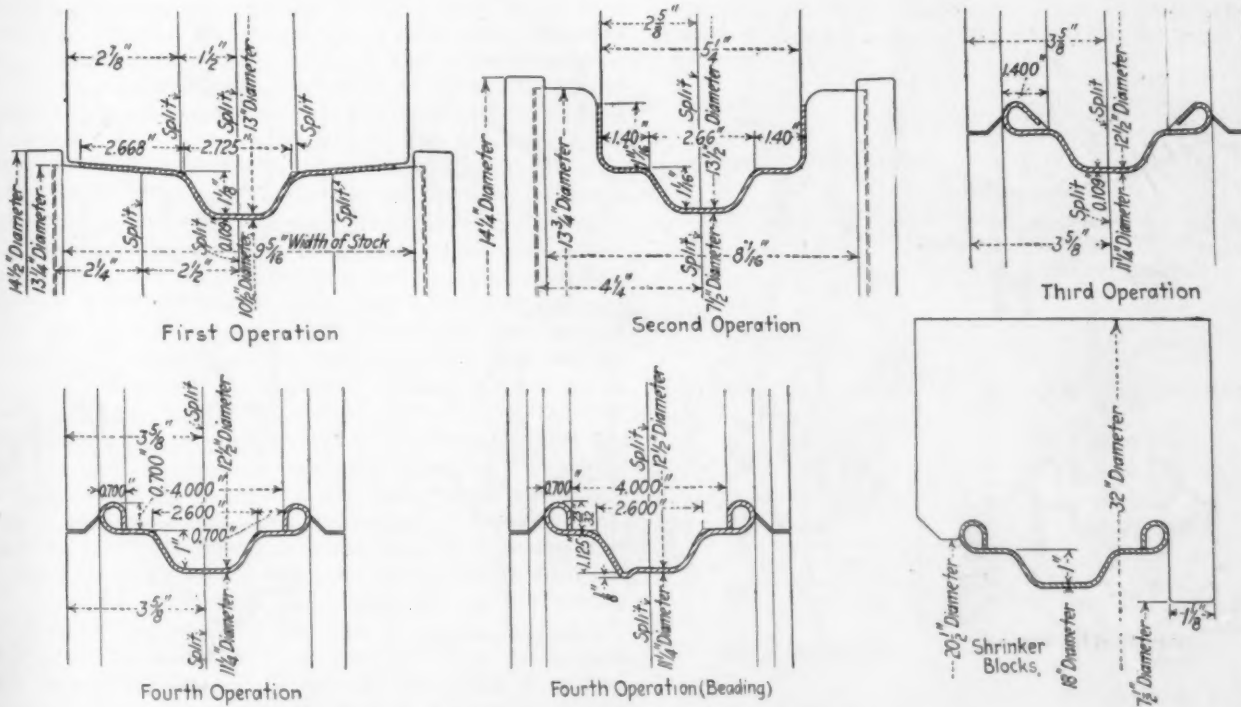 2 7/8"
1 1/2"
Split
Split
13" Diameter
Split
2.668"
2.725"
1 1/8"
14 1/2" Diameter
13 1/4" Diameter
Split
Split
0.109"
Split
9 5/16" Width of Stock
2 1/4"
2 1/2"
10 1/2" Diameter
First Operation
2 5/8"
Split
Diameter
14 1/4" Diameter
13 3/4" Diameter
1.40"
2.66"
1.40"
1 1/16"
13 1/2"
Split
8 1/16"
4 1/4"
7 1/2" Diameter
Second Operation
3 5/8"
1.400"
Split
12 1/2" Diameter
Split
0.109"
3 5/8"
11 1/4" Diameter
Third Operation
Split
12 1/2" Diameter
3 5/8"
0.700"
0.700"
4.000"
2.600"
0.700"
1"
3 5/8"
Split
11 1/4" Diameter
Fourth Operation
Split
12 1/2" Diameter
0.700"
4.000"
2.600"
1.125"
Split
11 1/4" Diameter
Fourth Operation (Beading)
32" Diameter
1"
20 1/2" Diameter
Shrinker
Blocks.
18" Diameter
1 1/8"